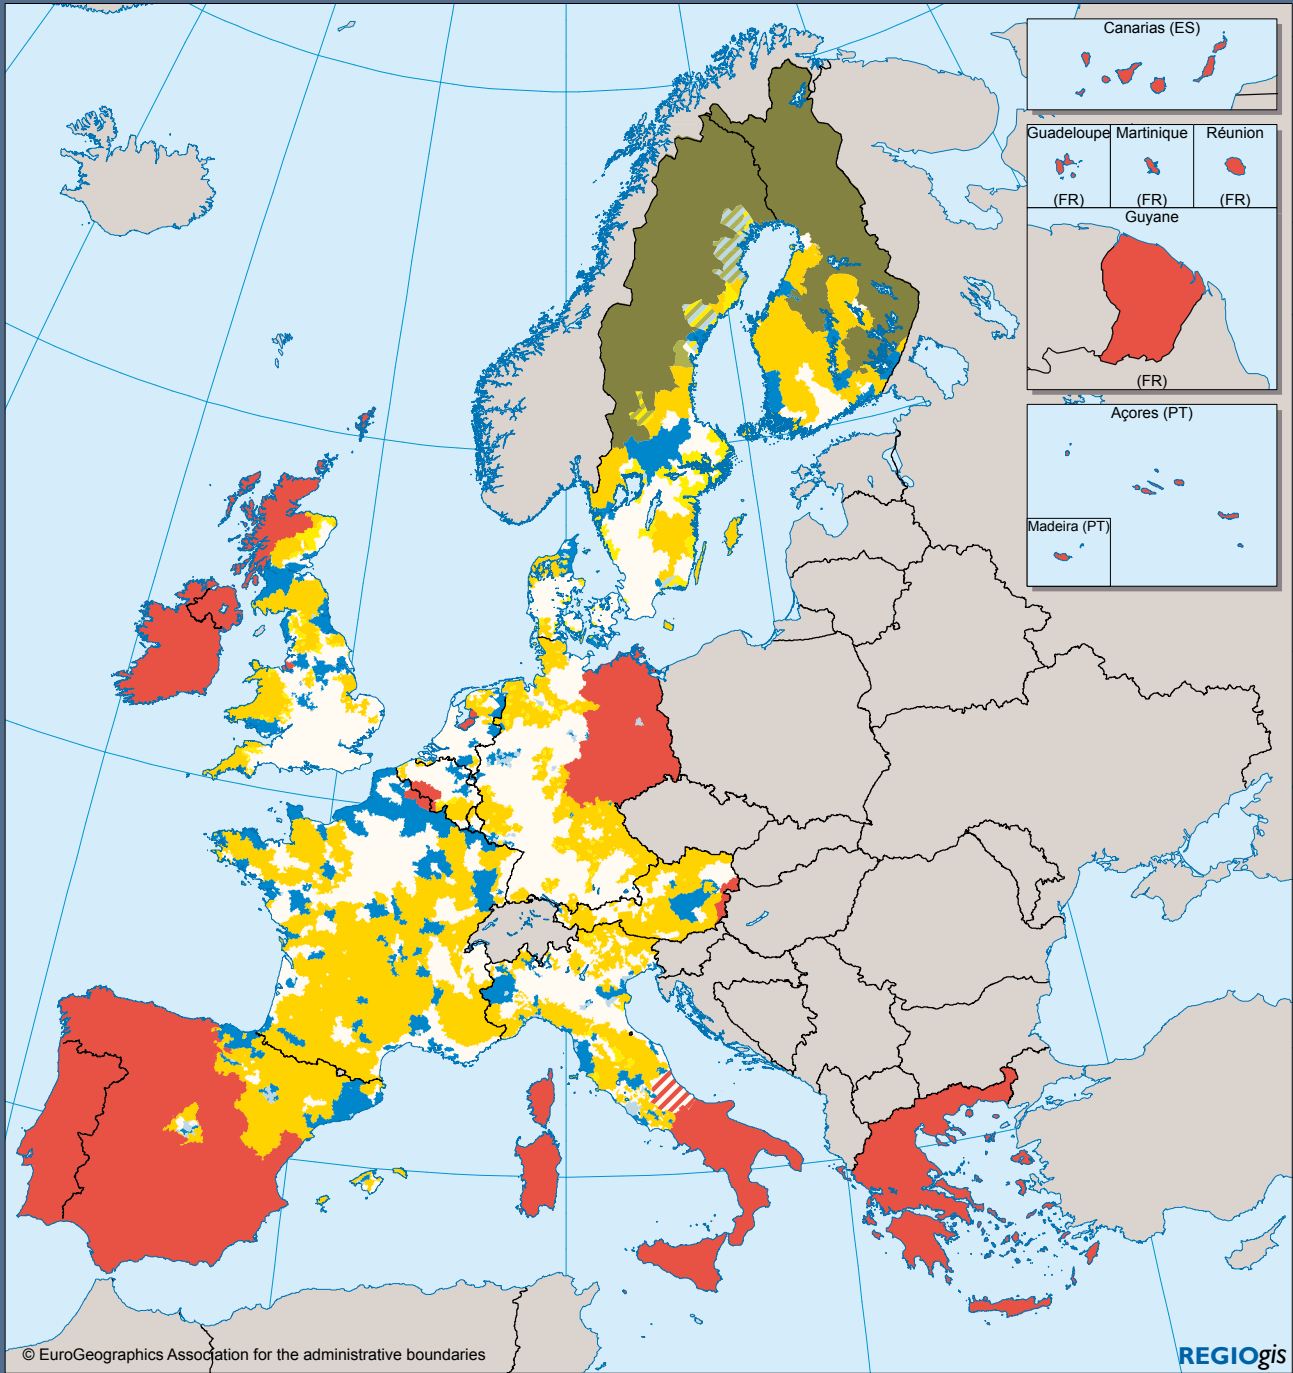 Canarias (ES)
Guadeloupe
Martinique
Réunion
(FR)
(FR)
(FR)
Guyane
(FR)
Açores (PT)
Madeira (PT)
© EuroGeographics Association for the administrative boundaries
REGIOgis